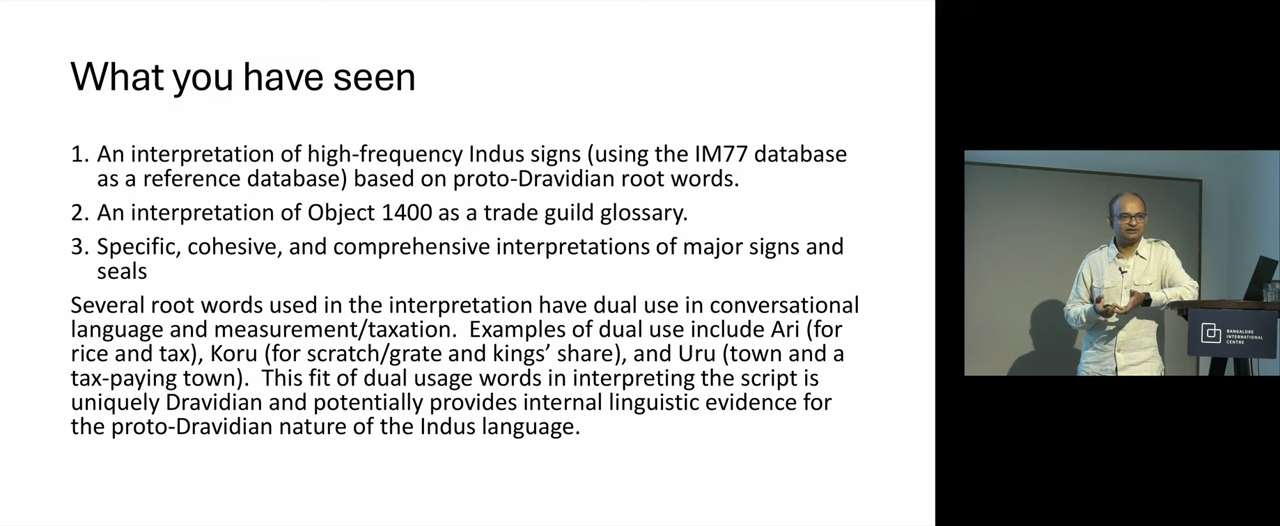 What you have seen
1. An interpretation of high-frequency Indus signs (using the IM77 database
as a reference database) based on proto-Dravidian root words.
2. An interpretation of Object 1400 as a trade guild glossary.
3. Specific, cohesive, and comprehensive interpretations of major signs and
seals
Several root words used in the interpretation have dual use in conversational
language and measurement/taxation. Examples of dual use include Ari (for
rice and tax), Koru (for scratch/grate and kings’ share), and Uru (town and a
tax-paying town). This fit of dual usage words in interpreting the script is
uniquely Dravidian and potentially provides internal linguistic evidence for
the proto-Dravidian nature of the Indus language.
BANGALORE
INTERNATIONAL
CENTRE